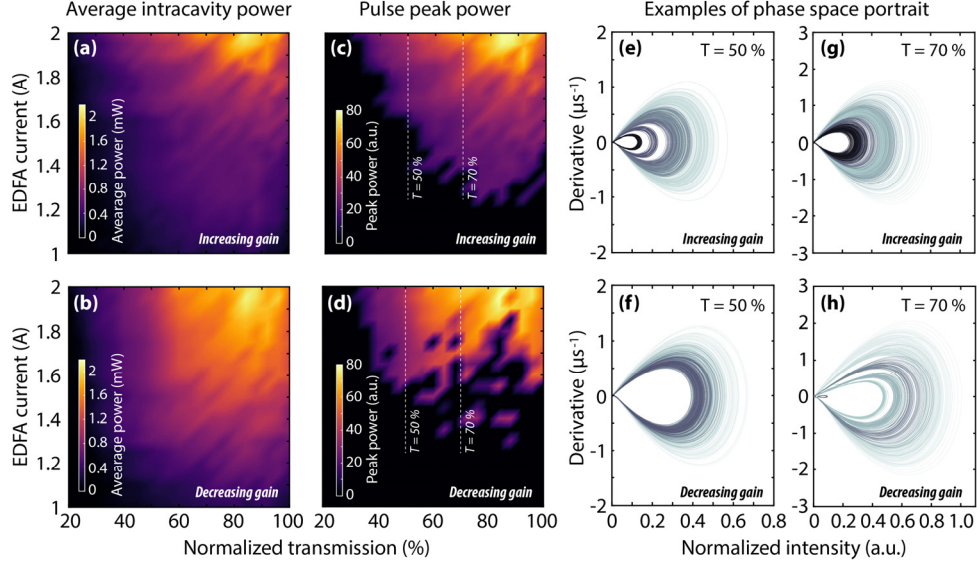 Average intracavity power
Pulse peak power
Examples of phase space portrait
(a)
EDFA current (A)
2
1.8
1.6
1.4
1.2
1
Avearage power (mW)
2
1.6
1.2
0.8
0.4
0
Increasing gain
(c)
80
60
40
20
0
Peak power (a.u.)
T = 50 %
T = 70 %
Increasing gain
(e)
T = 50 %
Derivative (μs-1)
2
1
0
-1
-2
Increasing gain
(g)
T = 70 %
3
2
1
0
-1
-2
-3
Increasing gain
(b)
EDFA current (A)
2
1.8
1.6
1.4
1.2
1
Avearage power (mW)
2
1.6
1.2
0.8
0.4
0
Decreasing gain
20
40
60
80
100
(d)
80
60
40
20
0
Peak power (a.u.)
T = 50 %
T = 70 %
Decreasing gain
40
60
80
100
Normalized transmission (%)
(f)
T = 50 %
Derivative (μs-1)
2
1
0
-1
-2
Decreasing gain
0
0.2
0.4
0.6
0.8
(h)
T = 70 %
3
2
1
0
-1
-2
-3
Decreasing gain
0
0.2
0.4
0.6
0.8
1.0
Normalized intensity (a.u.)